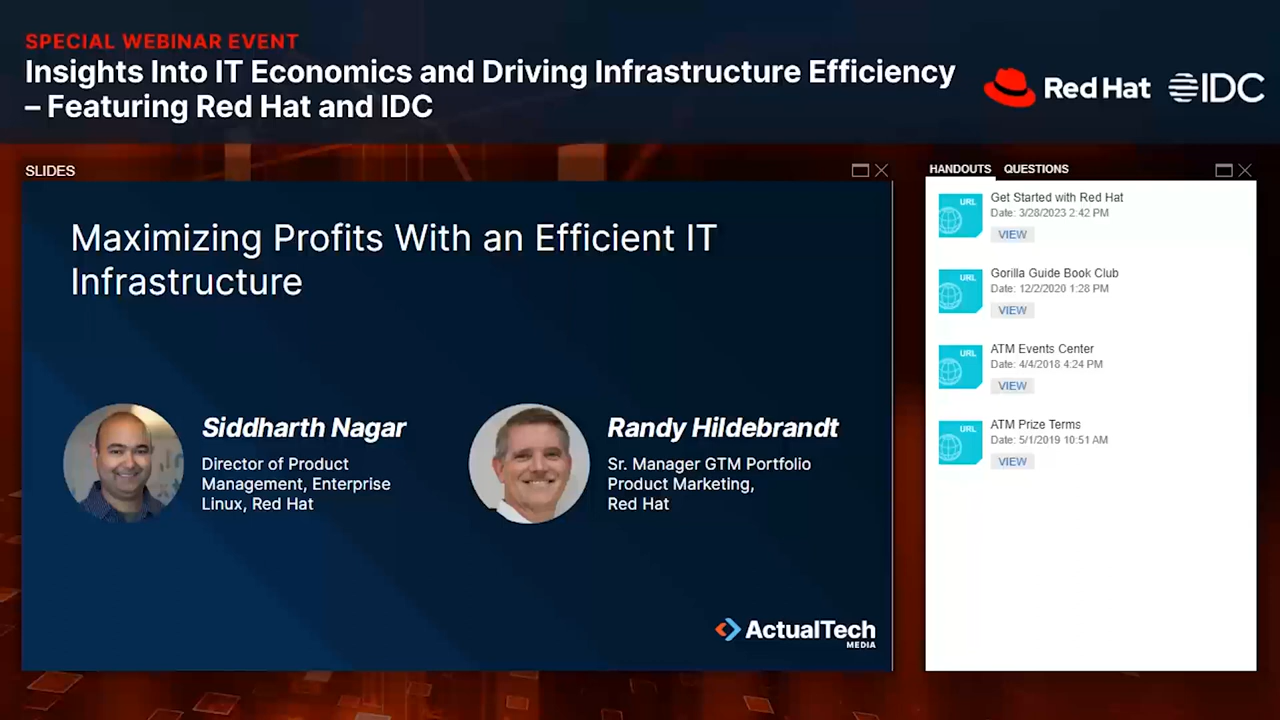 SPECIAL WEBINAR EVENT
Insights Into IT Economics and Driving Infrastructure Efficiency
– Featuring Red Hat and IDC
Red Hat
IDC
SLIDES
Maximizing Profits With an Efficient IT
Infrastructure
Siddharth Nagar
Director of Product
Management, Enterprise
Linux, Red Hat
Randy Hildebrandt
Sr. Manager GTM Portfolio
Product Marketing,
Red Hat
ActualTech
MEDIA
HANDOUTS QUESTIONS
URL
Get Started with Red Hat
Date: 3/28/2023 2:42 PM
VIEW
URL
Gorilla Guide Book Club
Date: 12/2/2020 1:28 PM
VIEW
URL
ATM Events Center
Date: 4/4/2018 4:24 PM
VIEW
URL
ATM Prize Terms
Date: 5/1/2019 10:51 AM
VIEW